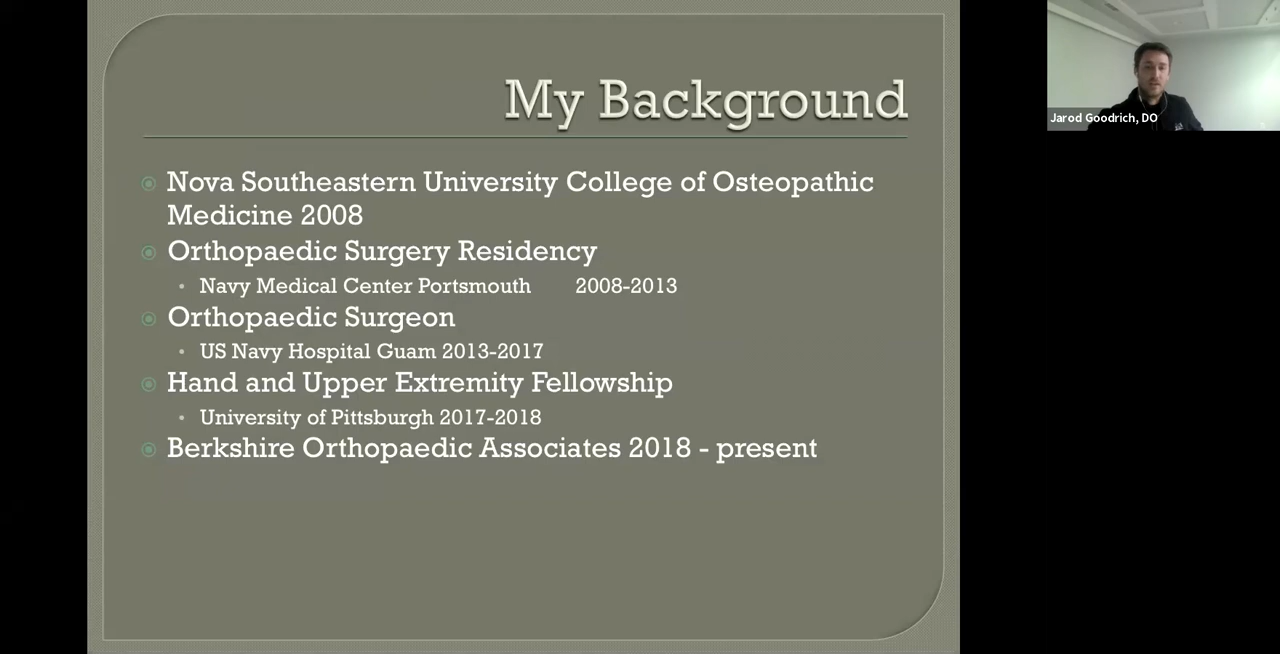 My Background
Nova Southeastern University College of Osteopathic
Medicine 2008
Orthopaedic Surgery Residency
Navy Medical Center Portsmouth 2008-2013
Orthopaedic Surgeon
US Navy Hospital Guam 2013-2017
Hand and Upper Extremity Fellowship
University of Pittsburgh 2017-2018
Berkshire Orthopaedic Associates 2018 - present
Jarod Goodrich, DO